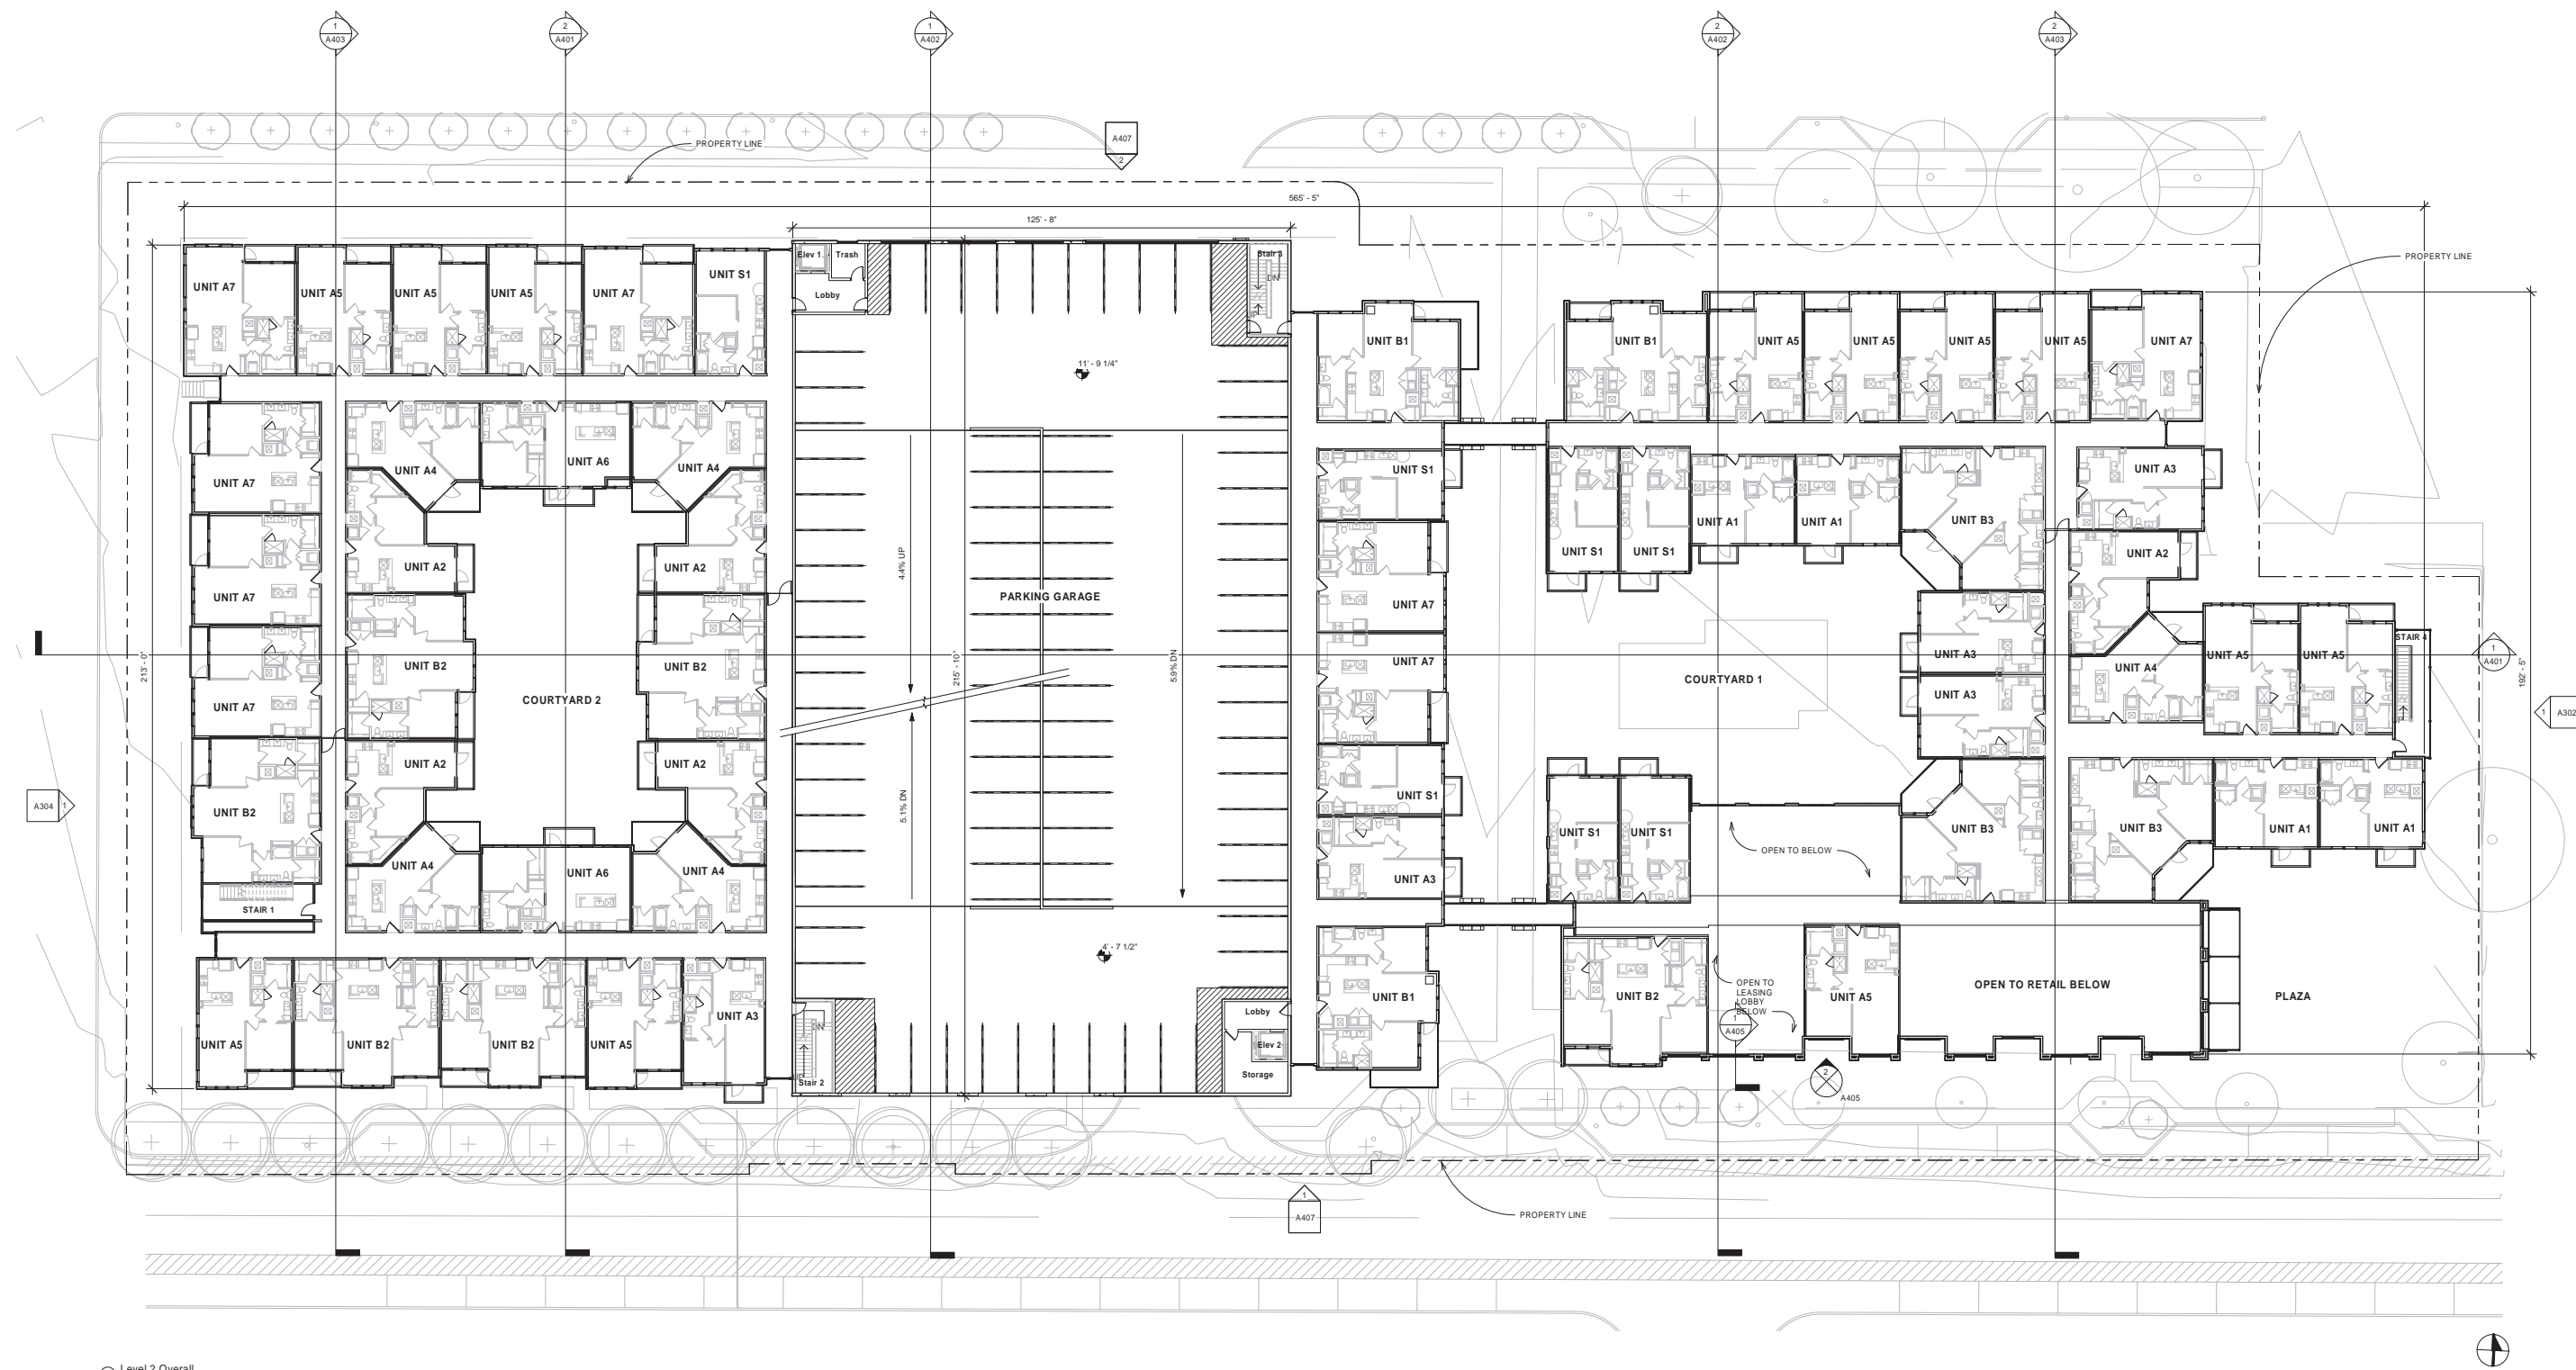 1
A403
2
A401
1
A402
2
A402
2
A403
A407
2
PROPERTY LINE
565' - 5"
125' - 8"
PROPERTY LINE
Elev 1
Trash
Stair 3
DN
Lobby
UNIT A7
UNIT A5
UNIT A5
UNIT A5
UNIT A7
UNIT S1
11' - 9 1/4"
UNIT B1
UNIT B1
UNIT A5
UNIT A5
UNIT A5
UNIT A5
UNIT A7
UNIT A4
UNIT A6
UNIT A4
UNIT S1
UNIT A3
UNIT A7
UNIT B3
UNIT A1
UNIT A1
UNIT S1
UNIT S1
UNIT A2
UNIT A2
UNIT A2
4.4% UP
UNIT A7
PARKING GARAGE
UNIT A7
213' - 0"
215' - 10"
5.9% DN
UNIT B2
UNIT B2
UNIT A7
UNIT A3
UNIT A4
UNIT A5
UNIT A5
STAIR 4
1
A401
192' - 5"
COURTYARD 2
UNIT A7
COURTYARD 1
UNIT A3
1
A302
UNIT A2
UNIT A2
A304
1
UNIT B2
5.1% DN
UNIT S1
UNIT S1
UNIT S1
OPEN TO BELOW
UNIT B3
UNIT B3
UNIT A1
UNIT A1
UNIT A4
UNIT A6
UNIT A4
UNIT A3
STAIR 1
4' - 7 1/2"
UNIT A5
UNIT B2
UNIT B2
UNIT A5
UNIT A3
DN
Stair 2
Lobby
Elev 2
Storage
UNIT B1
UNIT B2
OPEN TO
LEASING
LOBBY
BELOW
1
A405
UNIT A5
OPEN TO RETAIL BELOW
PLAZA
2
A405
1
A407
PROPERTY LINE
Level 2 Overall